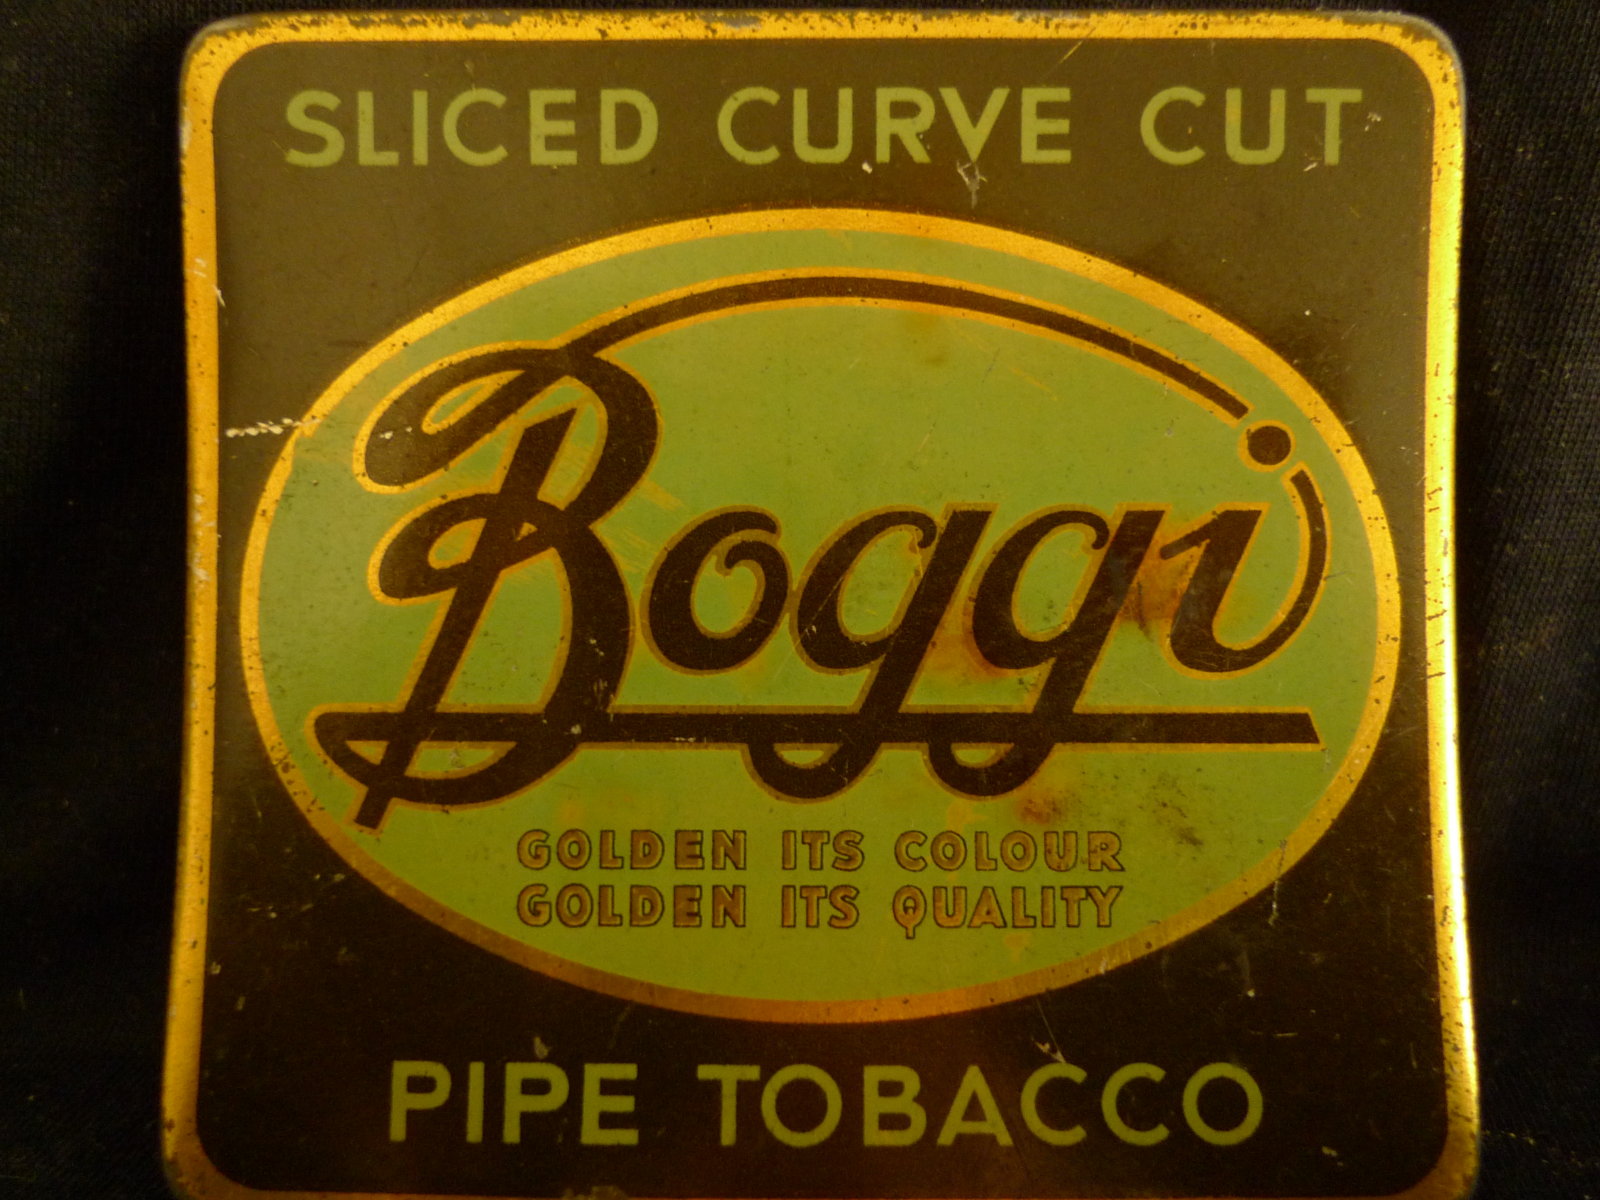 SLICED CURVE CUT
Boggi
GOLDEN ITS COLOUR
GOLDEN ITS QUALITY
PIPE TOBACCO